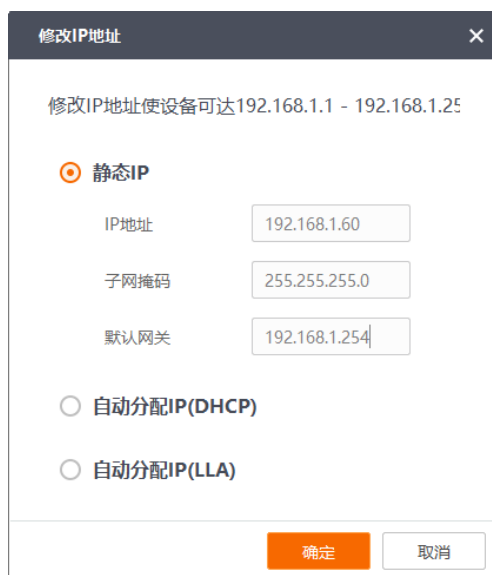 修改IP地址
修改IP地址使设备可达192.168.1.1 - 192.168.1.25
静态IP
IP地址 192.168.1.60
子网掩码 255.255.255.0
默认网关 192.168.1.254
自动分配IP(DHCP)
自动分配IP(LLA)
确定 取消